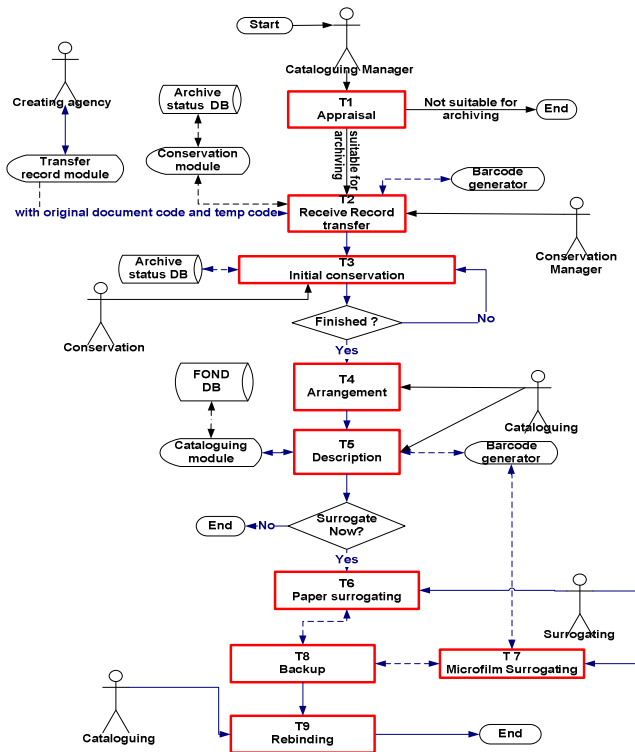 Start
Cataloguing Manager
T1
Appraisal
Not suitable for
archiving
End
suitable for
archiving
Creating agency
Archive
status DB
Transfer
record module
Conservation
module
Barcode
generator
with original document code and temp code
T2
Receive Record
transfer
Conservation
Manager
Archive
status DB
T3
Initial conservation
Conservation
Finished ?
No
Yes
FOND
DB
T4
Arrangement
Cataloguing
Cataloguing
module
T5
Description
Barcode
generator
End
No
Surrogate
Now?
Yes
T6
Paper surrogating
Surrogating
T8
Backup
T 7
Microfilm Surrogating
Cataloguing
T9
Rebinding
End